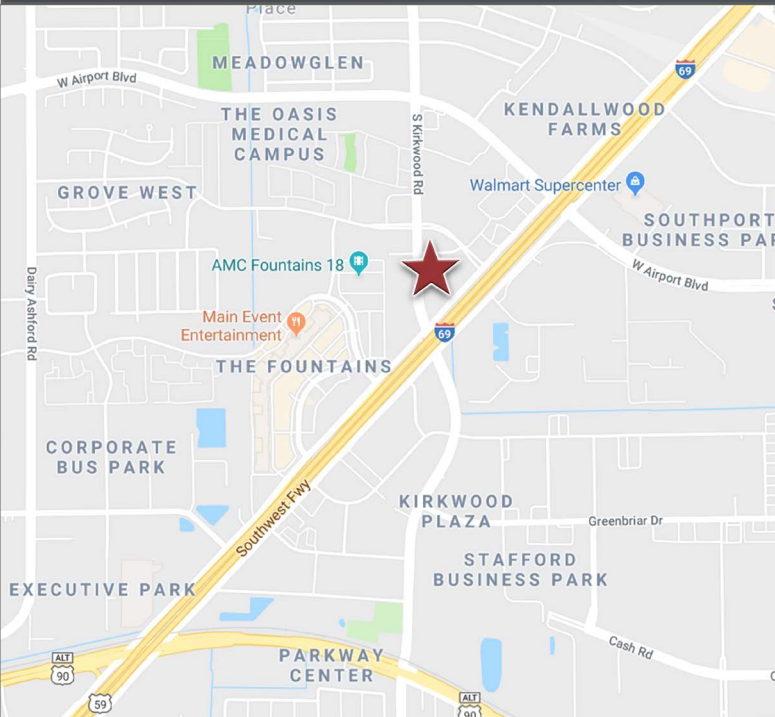 Place
MEADOWGLEN
69
W Airport Blvd
THE OASIS
MEDICAL
CAMPUS
S Kirkwood Rd
KENDALLWOOD
FARMS
Walmart Supercenter
GROVE WEST
SOUTHPORT
BUSINESS PAR
AMC Fountains 18
W Airport Blvd
Dairy Ashford Rd
Main Event
Entertainment
69
THE FOUNTAINS
CORPORATE
BUS PARK
Southwest Fwy
KIRKWOOD
PLAZA
Greenbriar Dr
STAFFORD
BUSINESS PARK
EXECUTIVE PARK
Cash Rd
PARKWAY
CENTER
ALT
90
59
ALT
90